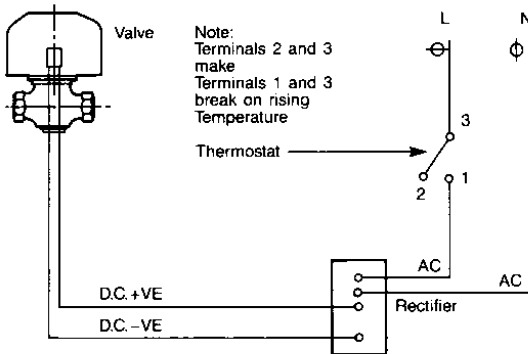 Valve
Note:
Terminals 2 and 3
make
Terminals 1 and 3
break on rising
Temperature
Thermostat
L
N
3
2
1
AC
AC
Rectifier
D.C.+VE
D.C.−VE